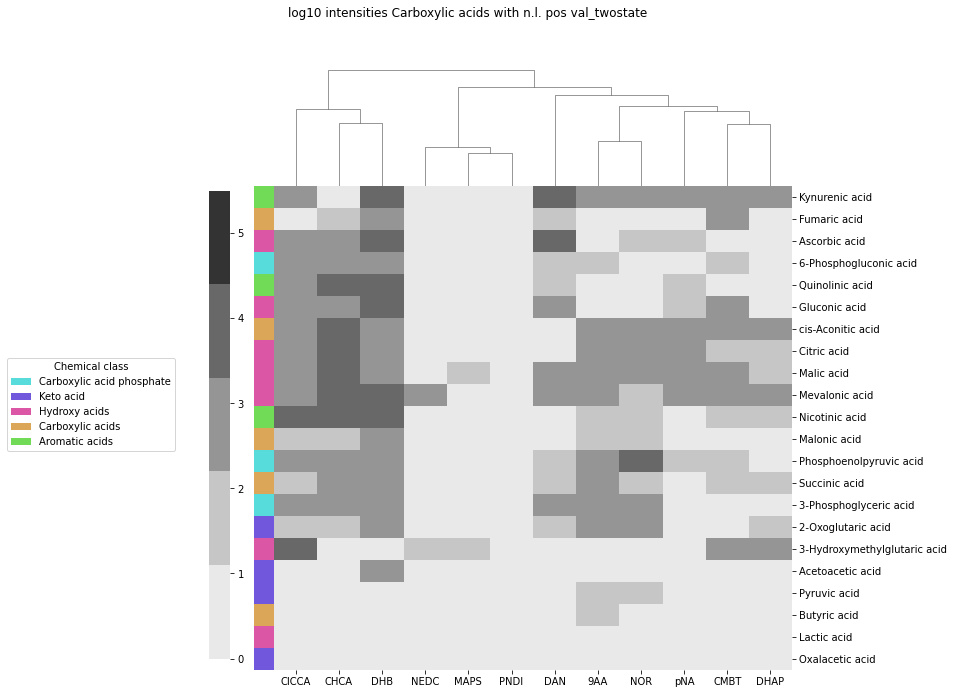 log10 intensities Carboxylic acids with n.l. pos val_twostate
Kynurenic acid
Fumaric acid
Ascorbic acid
6-Phosphogluconic acid
Quinolinic acid
Gluconic acid
cis-Aconitic acid
Citric acid
Malic acid
Mevalonic acid
Nicotinic acid
Malonic acid
Phosphoenolpyruvic acid
Succinic acid
3-Phosphoglyceric acid
2-Oxoglutaric acid
3-Hydroxymethylglutaric acid
Acetoacetic acid
Pyruvic acid
Butyric acid
Lactic acid
Oxalacetic acid
5
4
3
2
1
0
Chemical class
Carboxylic acid phosphate
Keto acid
Hydroxy acids
Carboxylic acids
Aromatic acids
ClCCA CHCA DHB NEDC MAPS PNDI DAN 9AA NOR pNA CMBT DHAP